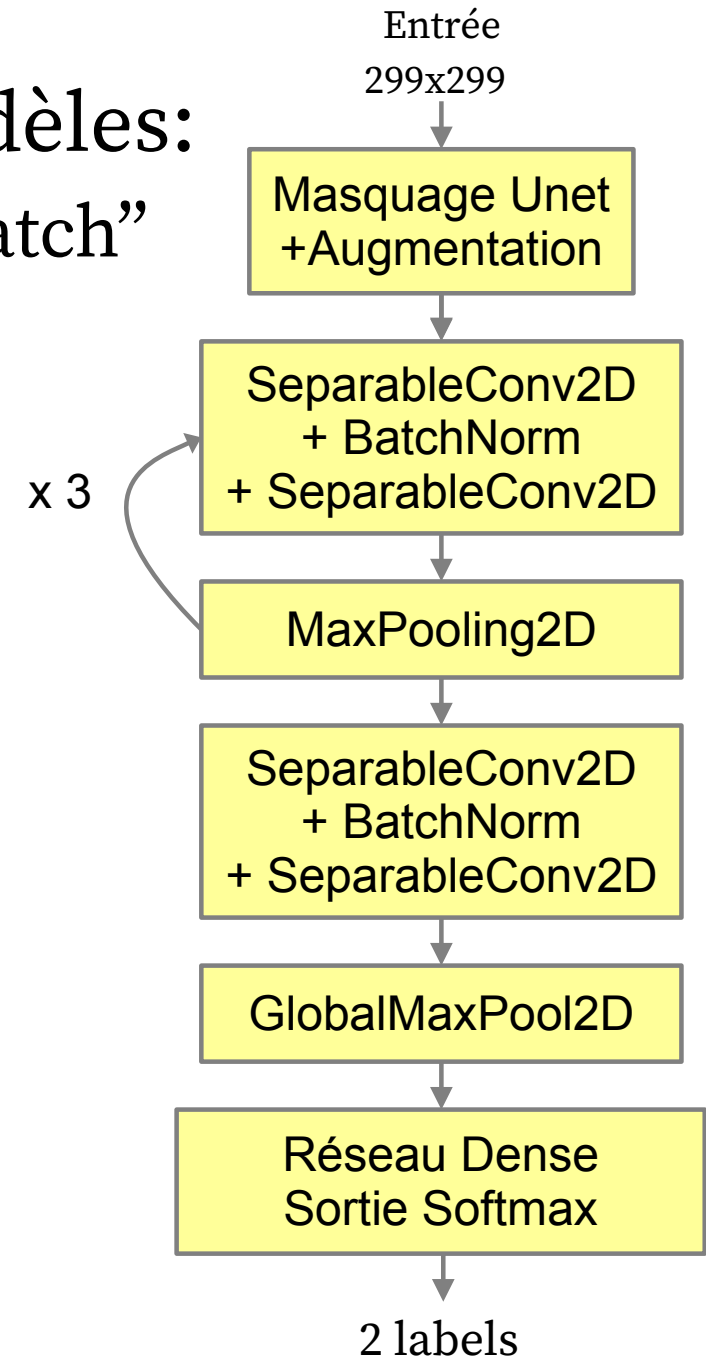 Entrée
299x299
dèles:
atch”
Masquage Unet
+Augmentation
SeparableConv2D
+ BatchNorm
+ SeparableConv2D
x 3
MaxPooling2D
SeparableConv2D
+ BatchNorm
+ SeparableConv2D
GlobalMaxPool2D
Réseau Dense
Sortie Softmax
2 labels